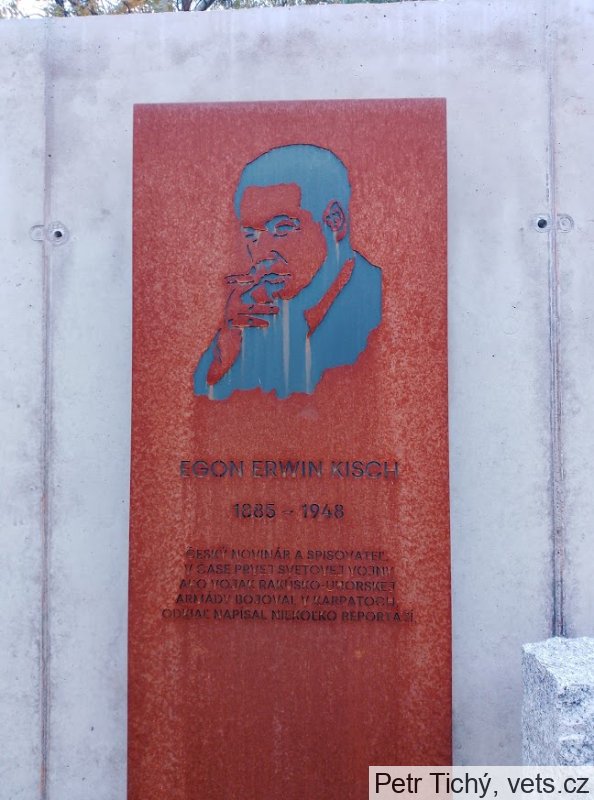 EGON ERWIN KISCH
1885 - 1948
ČESKÝ NOVINÁR A SPISOVATEĽ
V ČASE PRVEJ SVETOVEJ VOJNY
AKO VOJAK RAKÚSKO-UHORSKEJ
ARMÁDY BOJOVAL V KARPATOCH,
ODKIAĽ NAPÍSAL NIEKOĽKO REPORTÁŽÍ
Petr Tichý, vets.cz